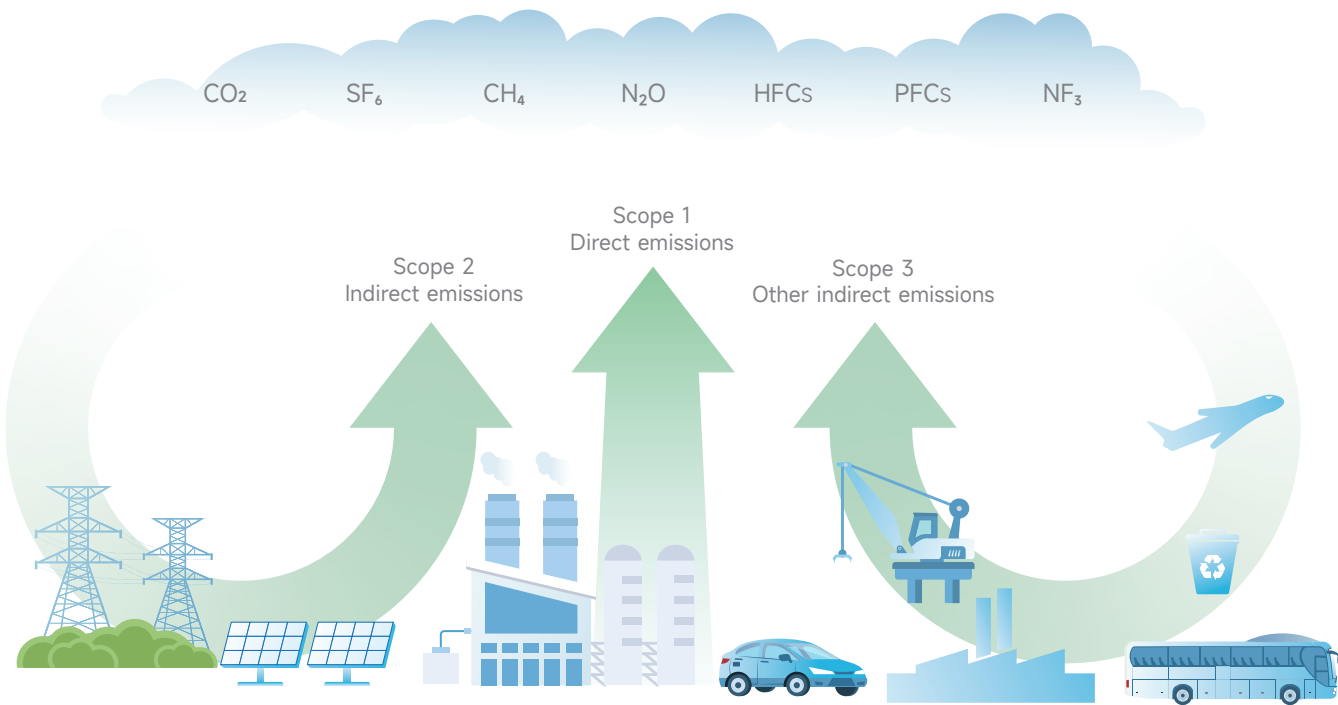 CO₂ SF₆ CH₄ N₂O HFCs PFCs NF₃
Scope 1
Direct emissions
Scope 2
Indirect emissions
Scope 3
Other indirect emissions